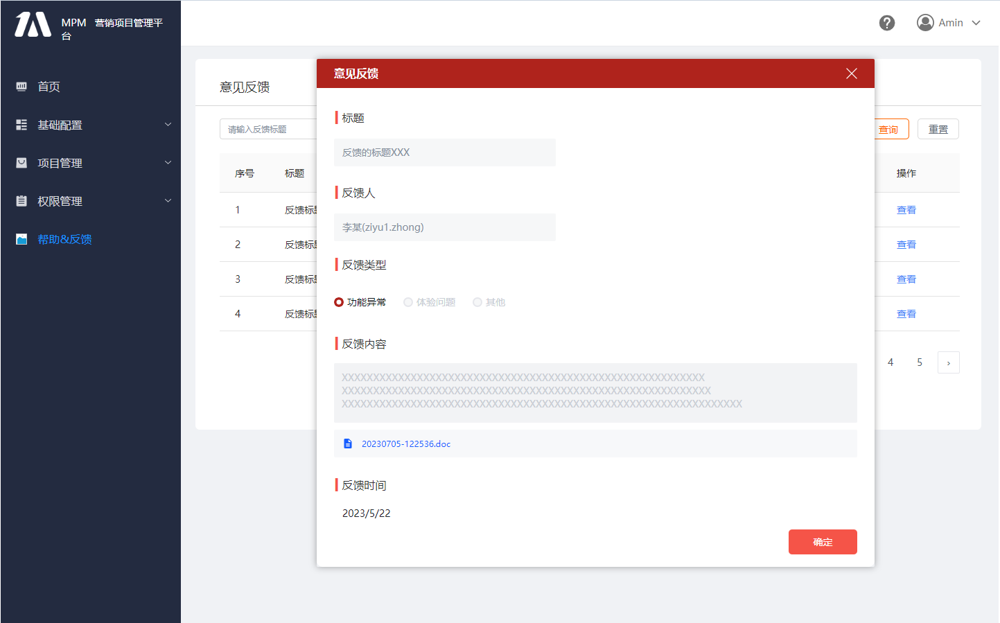 MPM 营销项目管理平
台
Amin
首页
基础配置
项目管理
权限管理
帮助&反馈
意见反馈
请输入反馈标题
查询
重置
序号
标题
操作
1
反馈标
查看
2
反馈标
查看
3
反馈标
查看
4
反馈标
查看
4
5
›
意见反馈
标题
反馈的标题XXX
反馈人
李某(ziyu1.zhong)
反馈类型
功能异常
体验问题
其他
反馈内容
XXXXXXXXXXXXXXXXXXXXXXXXXXXXXXXXXXXXXXXXXXXXXXXXXXXXXXXXXX
XXXXXXXXXXXXXXXXXXXXXXXXXXXXXXXXXXXXXXXXXXXXXXXXXXXXXXXXXXX
XXXXXXXXXXXXXXXXXXXXXXXXXXXXXXXXXXXXXXXXXXXXXXXXXXXXXXXXXXXXXXXX
20230705-122536.doc
反馈时间
2023/5/22
确定